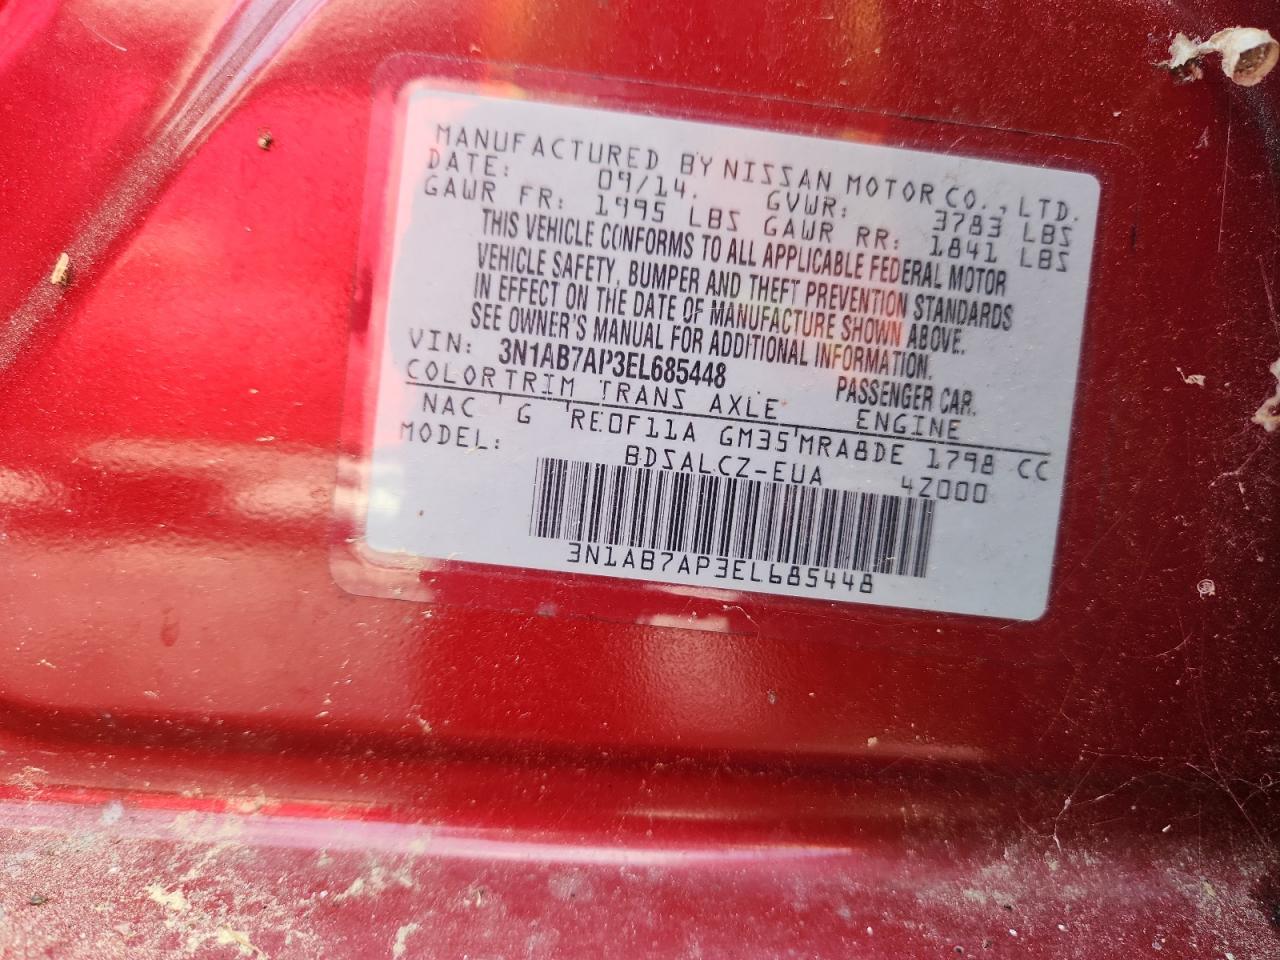 MANUFACTURED BY NISSAN MOTOR CO., LTD.
DATE: 09/14. GVWR: 3783 LBS
GAWR FR: 1995 LBS GAWR RR: 1841 LBS
THIS VEHICLE CONFORMS TO ALL APPLICABLE FEDERAL MOTOR
VEHICLE SAFETY, BUMPER AND THEFT PREVENTION STANDARDS
IN EFFECT ON THE DATE OF MANUFACTURE SHOWN ABOVE.
SEE OWNER'S MANUAL FOR ADDITIONAL INFORMATION.
VIN: 3N1AB7AP3EL685448 PASSENGER CAR.
COLOR TRIM TRANS AXLE ENGINE
NAC G RE0F11A GM35 MRA8DE 1798 CC
MODEL: BDSALCZ-EUA 4Z000
3N1AB7AP3EL685448